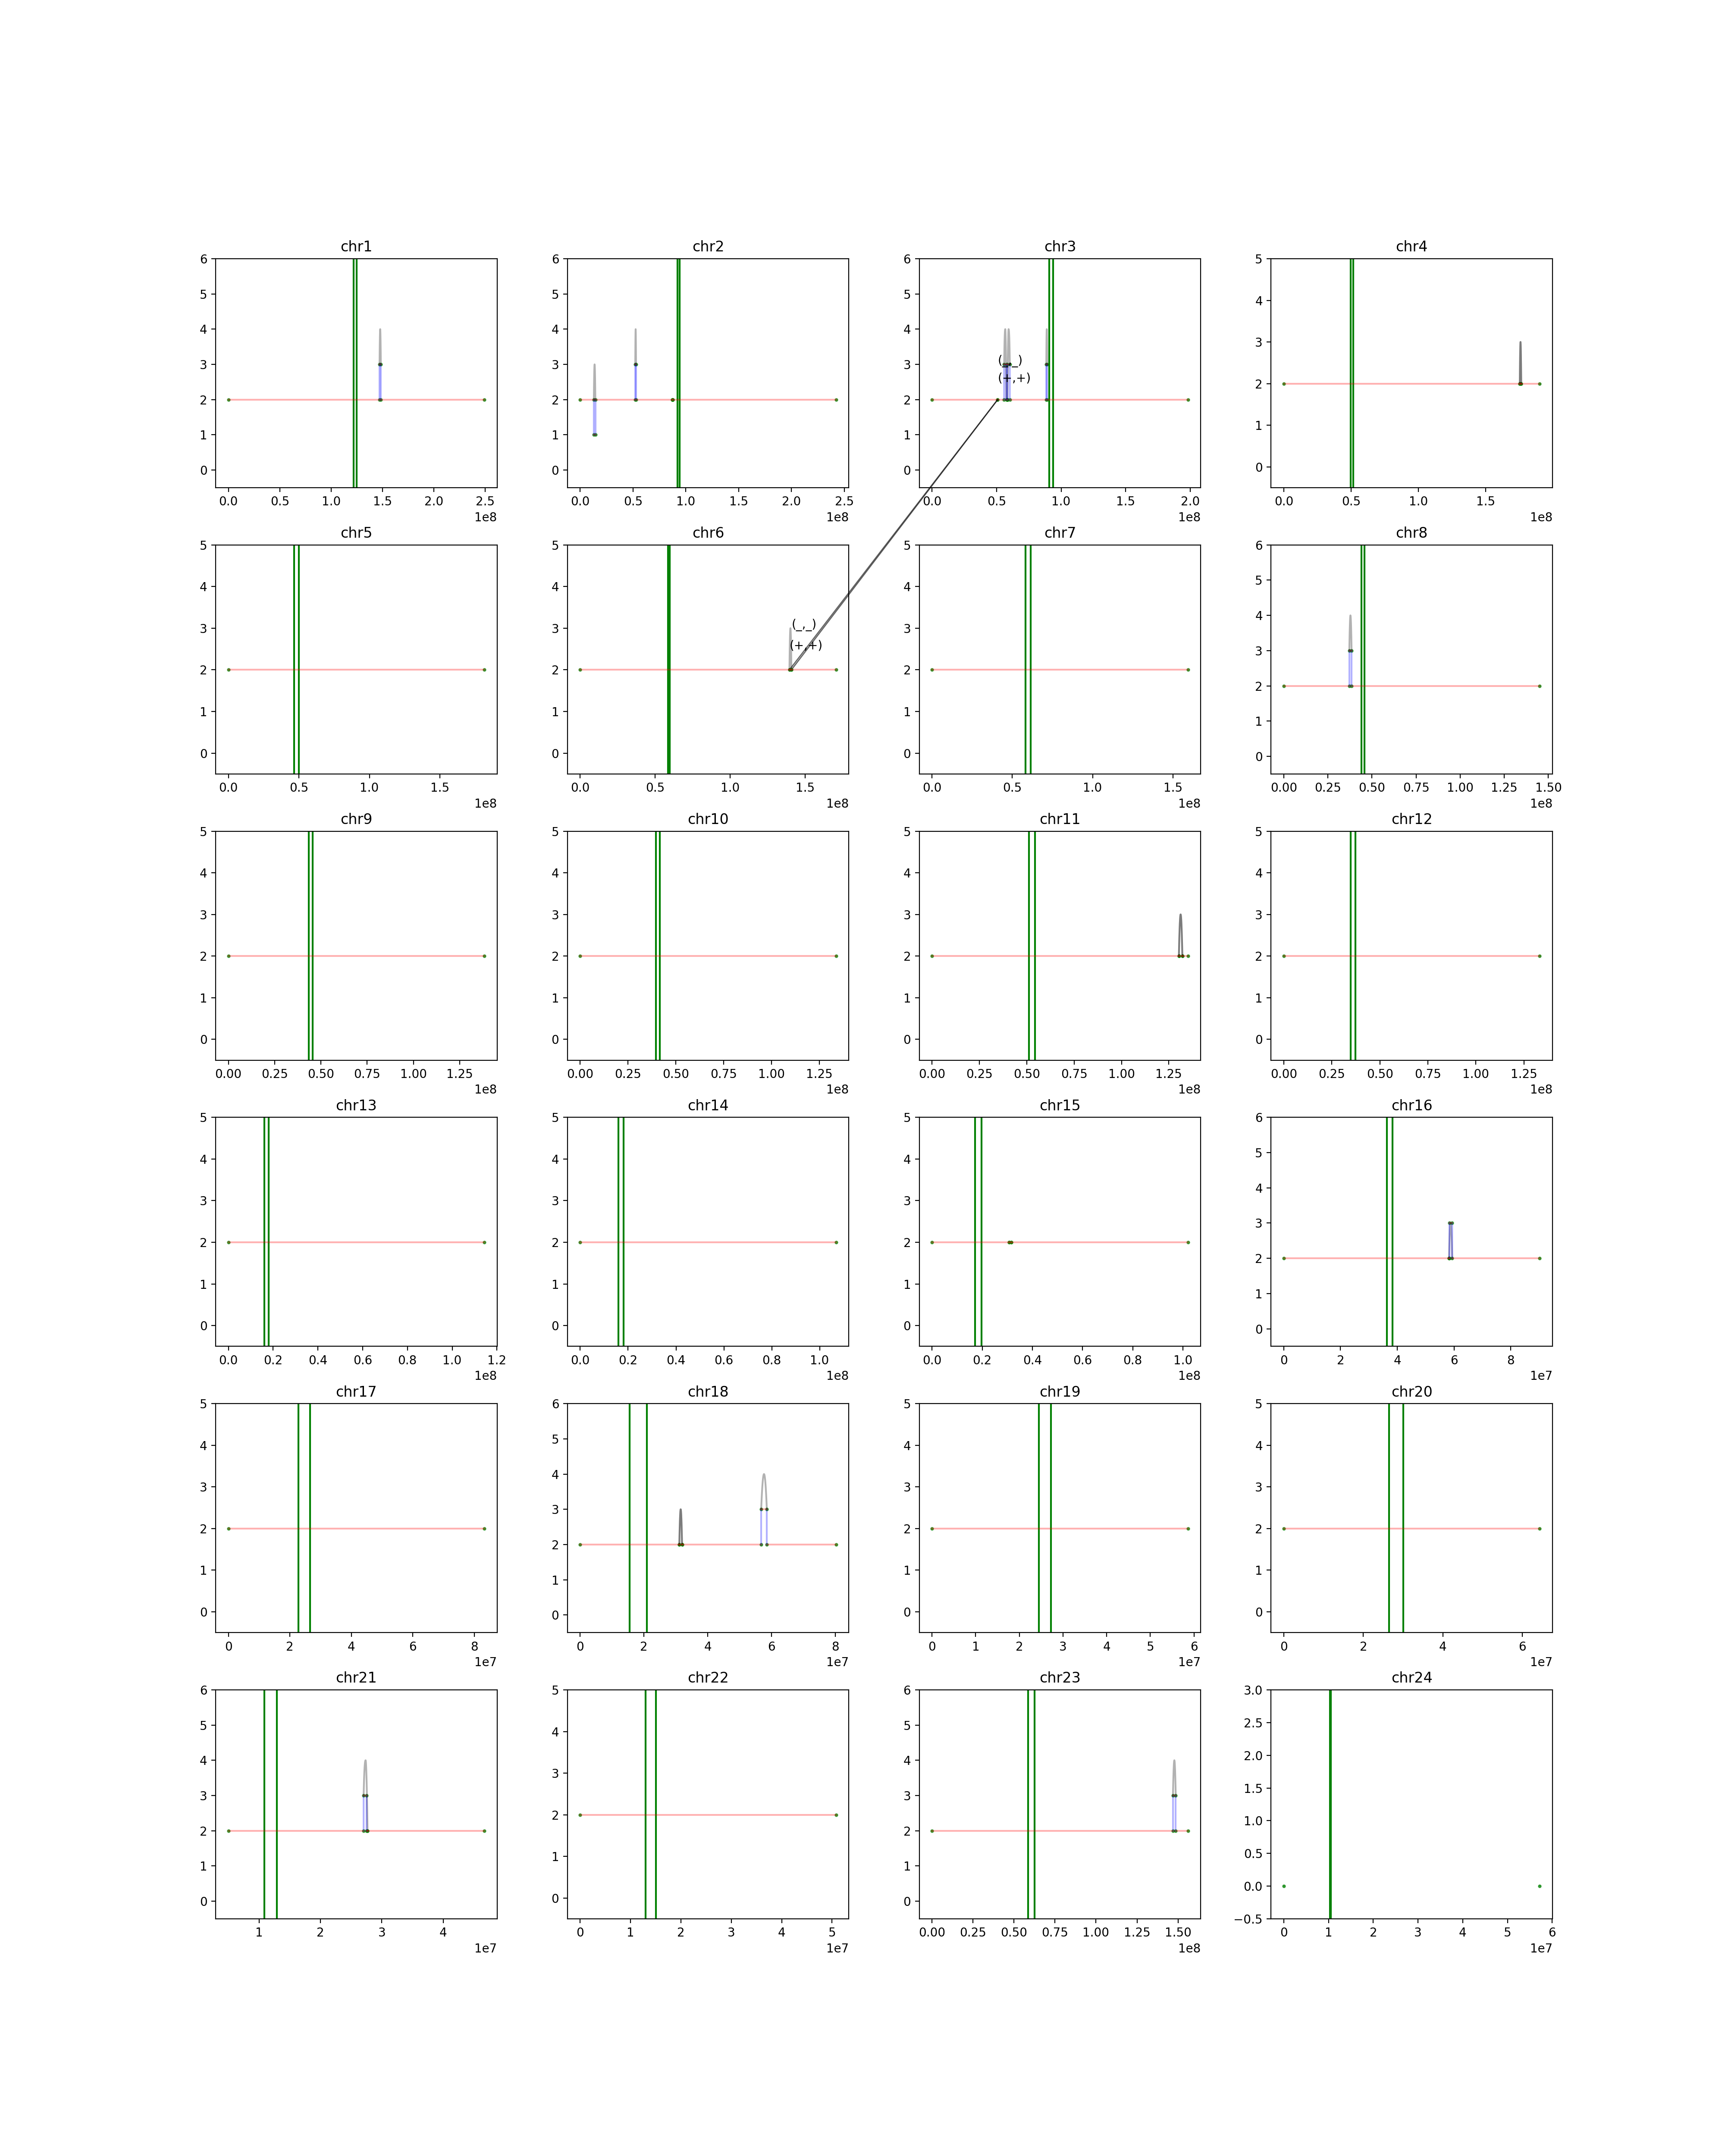 chr1 chr2 chr3 chr4
6 6 6 5
5 5 5 4
4 4 4 3
3 3 3 (_,_) 2
2 2 2 (+,+) 1
1 1 1 0
0 0 0
0.0 0.5 1.0 1.5 2.0 2.5 0.0 0.5 1.0 1.5 2.0 2.5 0.0 0.5 1.0 1.5 2.0 0.0 0.5 1.0 1.5
1e8 1e8 1e8 1e8
chr5 chr6 chr7 chr8
5 5 5 6
4 4 4 5
3 3 (_,_) 3 4
2 2 (+,+) 2 3
1 1 1 2
0 0 0 1
0
0.0 0.5 1.0 1.5 0.0 0.5 1.0 1.5 0.0 0.5 1.0 1.5 0.00 0.25 0.50 0.75 1.00 1.25 1.50
1e8 1e8 1e8 1e8
chr9 chr10 chr11 chr12
5 5 5 5
4 4 4 4
3 3 3 3
2 2 2 2
1 1 1 1
0 0 0 0
0.00 0.25 0.50 0.75 1.00 1.25 0.00 0.25 0.50 0.75 1.00 1.25 0.00 0.25 0.50 0.75 1.00 1.25 0.00 0.25 0.50 0.75 1.00 1.25
1e8 1e8 1e8 1e8
chr13 chr14 chr15 chr16
5 5 5 6
4 4 4 5
3 3 3 4
2 2 2 3
1 1 1 2
0 0 0 1
0
0.0 0.2 0.4 0.6 0.8 1.0 1.2 0.0 0.2 0.4 0.6 0.8 1.0 0.0 0.2 0.4 0.6 0.8 1.0 0 2 4 6 8
1e8 1e8 1e8 1e7
chr17 chr18 chr19 chr20
5 6 5 5
4 5 4 4
3 4 3 3
2 3 2 2
1 2 1 1
0 1 0 0
0
0 2 4 6 8 0 2 4 6 8 0 1 2 3 4 5 6 0 2 4 6
1e7 1e7 1e7 1e7
chr21 chr22 chr23 chr24
6 5 6 3.0
5 4 5 2.5
4 3 4 2.0
3 2 3 1.5
2 1 2 1.0
1 0 1 0.5
0 0 0.0
−0.5
1 2 3 4 0 1 2 3 4 5 0.00 0.25 0.50 0.75 1.00 1.25 1.50 0 1 2 3 4 5 6
1e7 1e7 1e8 1e7